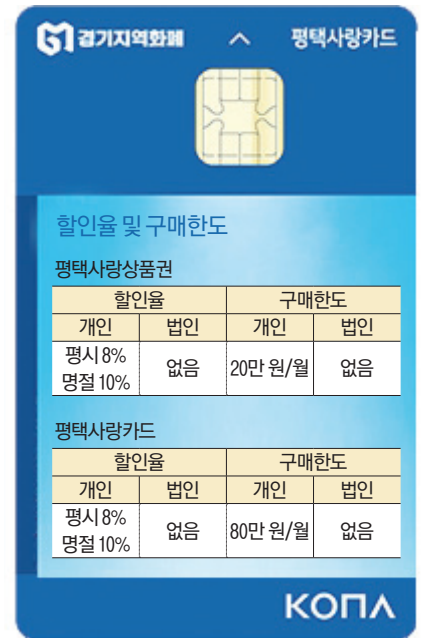 경기지역화폐 평택사랑카드
할인율 및 구매한도
평택사랑상품권
할인율 구매한도
개인 법인 개인 법인
평시 8%
명절 10% 없음 20만 원/월 없음
평택사랑카드
할인율 구매한도
개인 법인 개인 법인
평시 8%
명절 10% 없음 80만 원/월 없음
KONA